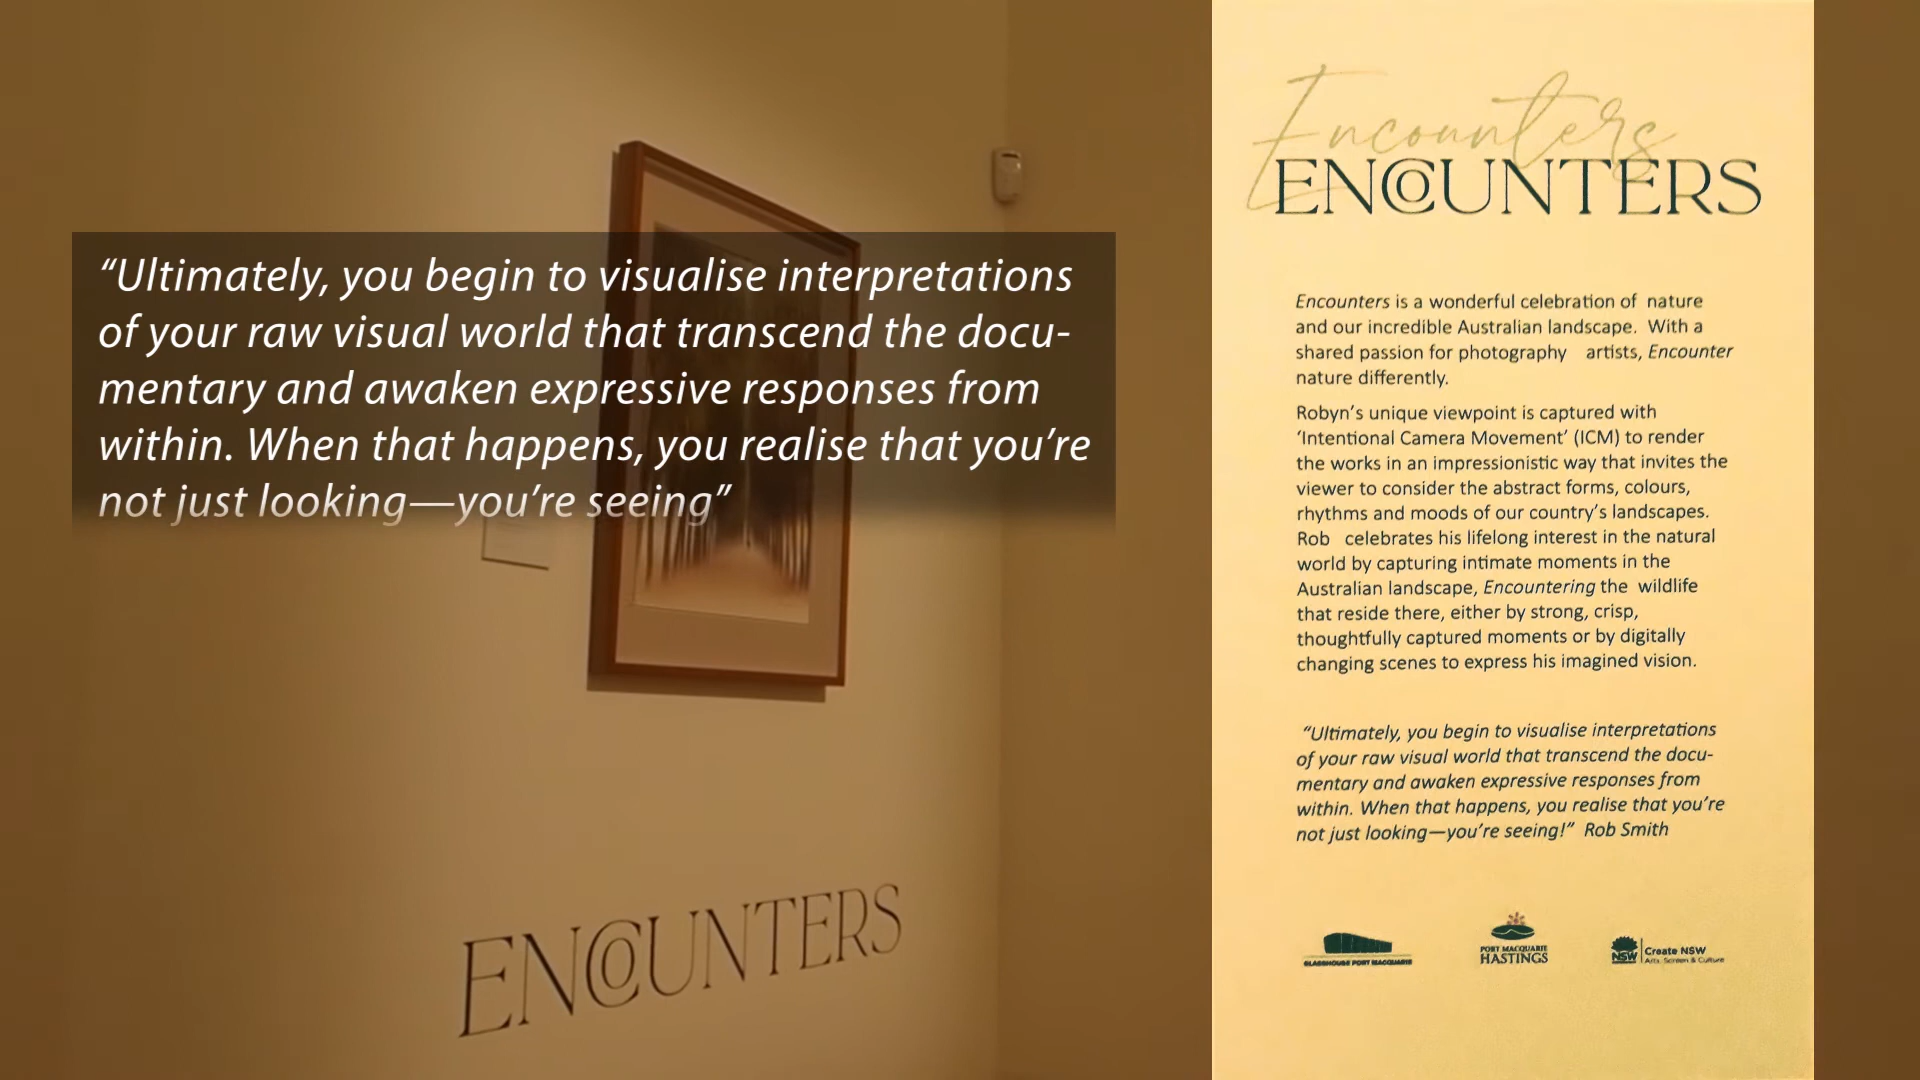 “Ultimately, you begin to visualise interpretations
of your raw visual world that transcend the docu-
mentary and awaken expressive responses from
within. When that happens, you realise that you’re
not just looking—you’re seeing”
ENCOUNTERS
Encounters
ENCOUNTERS
Encounters is a wonderful celebration of nature
and our incredible Australian landscape. With a
shared passion for photography artists, Encounter
nature differently.
Robyn’s unique viewpoint is captured with
‘Intentional Camera Movement’ (ICM) to render
the works in an impressionistic way that invites the
viewer to consider the abstract forms, colours,
rhythms and moods of our country’s landscapes.
Rob celebrates his lifelong interest in the natural
world by capturing intimate moments in the
Australian landscape, Encountering the wildlife
that reside there, either by strong, crisp,
thoughtfully captured moments or by digitally
changing scenes to express his imagined vision.
“Ultimately, you begin to visualise interpretations
of your raw visual world that transcend the docu-
mentary and awaken expressive responses from
within. When that happens, you realise that you’re
not just looking—you’re seeing!” Rob Smith
GLASSHOUSE PORT MACQUARIE
PORT MACQUARIE
HASTINGS
NSW
Create NSW
Arts, Screen & Culture